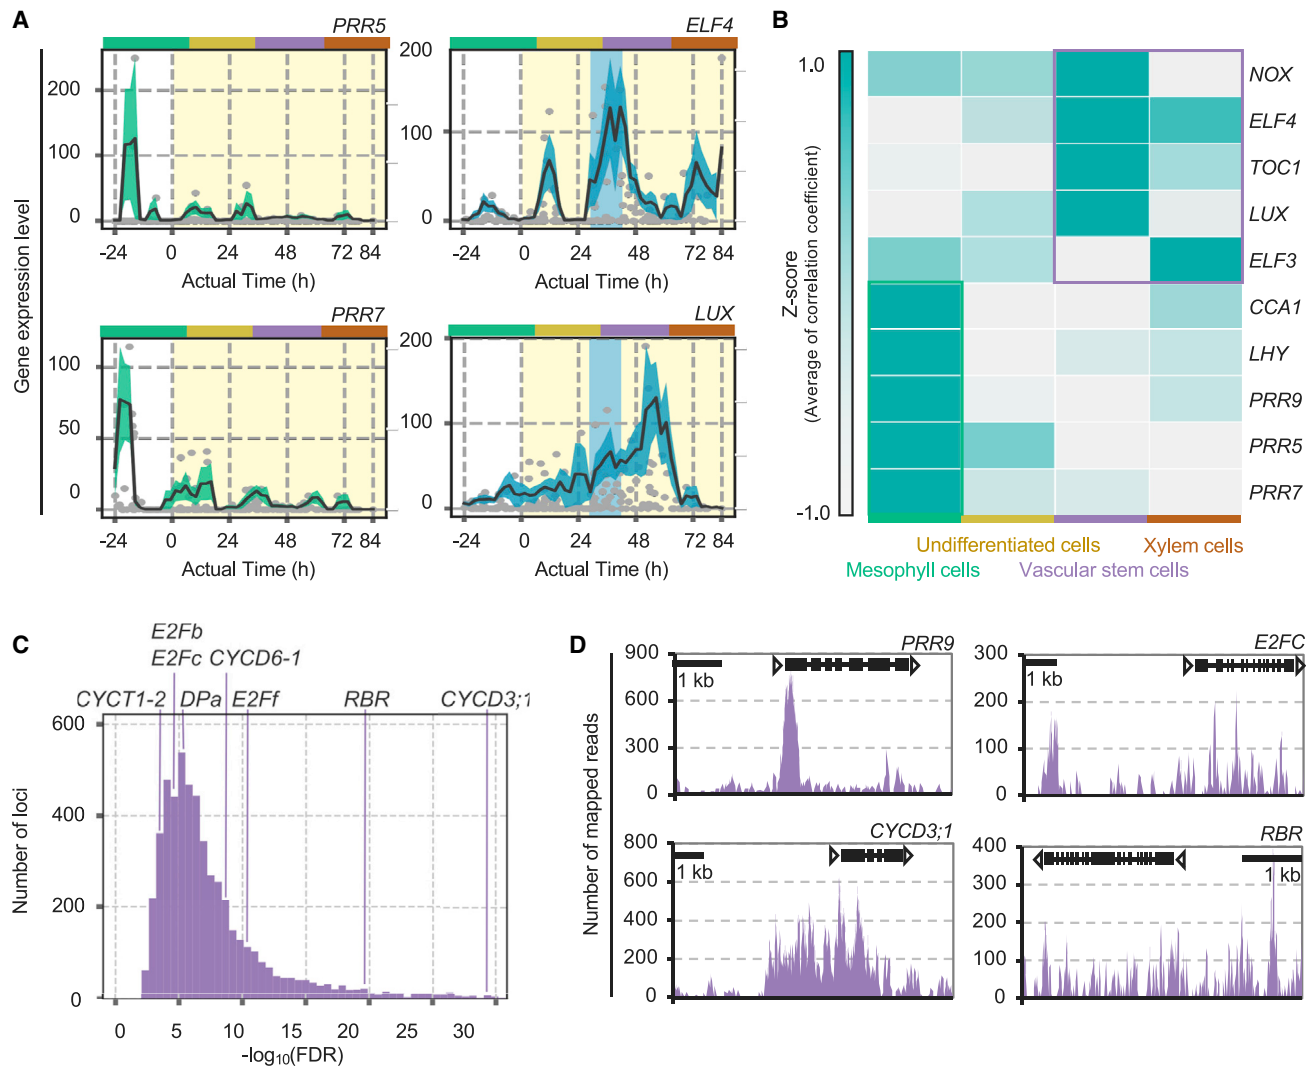 A
PRR5
ELF4
Gene expression level
200
100
0
-24 0 24 48 72 84
Actual Time (h)
200
100
0
-24 0 24 48 72 84
Actual Time (h)
PRR7
LUX
100
50
0
-24 0 24 48 72 84
Actual Time (h)
200
100
0
-24 0 24 48 72 84
Actual Time (h)
B
1.0
-1.0
Z-score
(Average of correlation coefficient)
NOX
ELF4
TOC1
LUX
ELF3
CCA1
LHY
PRR9
PRR5
PRR7
Undifferentiated cells Xylem cells
Mesophyll cells Vascular stem cells
C
E2Fb
E2Fc CYCD6-1
CYCT1-2 DPa E2Ff RBR CYCD3;1
Number of loci
600
400
200
0
0 5 10 15 20 25 30
-log10(FDR)
D
Number of mapped reads
PRR9
900
600
300
0
1 kb
E2FC
300
200
100
0
1 kb
CYCD3;1
800
600
400
200
0
1 kb
RBR
400
300
200
100
0
1 kb